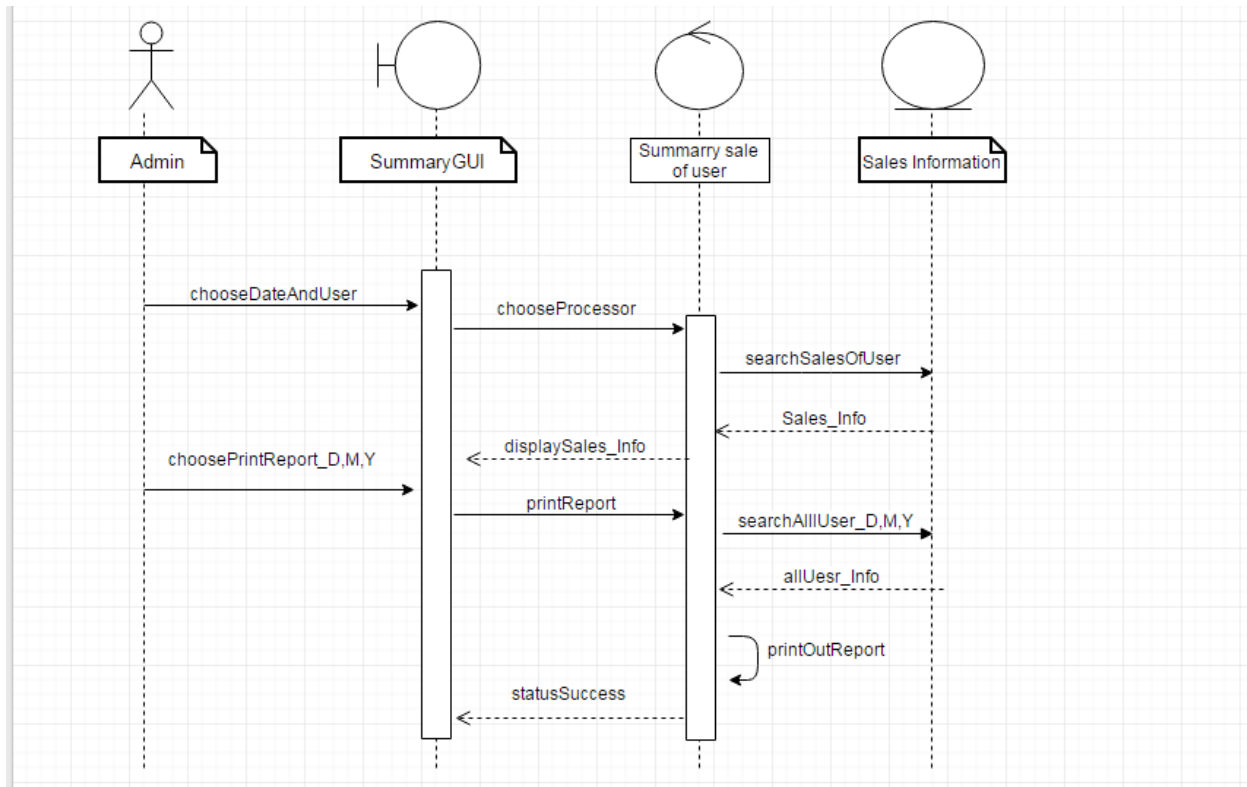 Admin
SummaryGUI
Summarry sale
of user
Sales Information
chooseDateAndUser
chooseProcessor
searchSalesOfUser
Sales_Info
displaySales_Info
choosePrintReport_D,M,Y
printReport
searchAlllUser_D,M,Y
allUesr_Info
printOutReport
statusSuccess